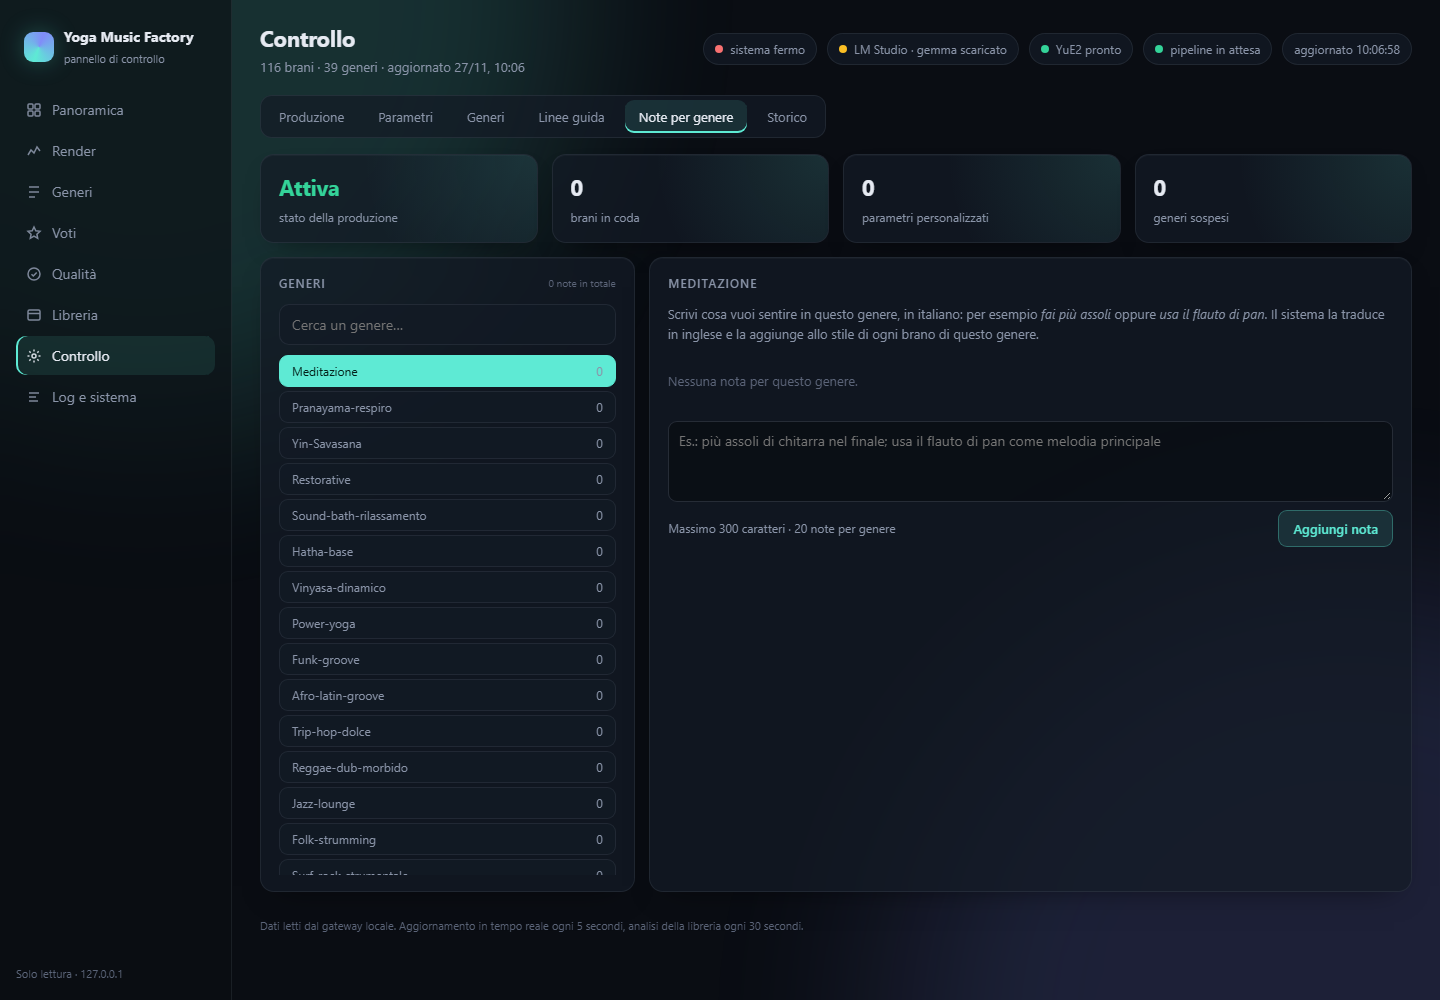 Yoga Music Factory
pannello di controllo
Panoramica
Render
Generi
Voti
Qualità
Libreria
Controllo
Log e sistema
Solo lettura · 127.0.0.1
Controllo
116 brani · 39 generi · aggiornato 27/11, 10:06
sistema fermo
LM Studio · gemma scaricato
YuE2 pronto
pipeline in attesa
aggiornato 10:06:58
Produzione
Parametri
Generi
Linee guida
Note per genere
Storico
Attiva
stato della produzione
0
brani in coda
0
parametri personalizzati
0
generi sospesi
GENERI
0 note in totale
Cerca un genere...
Meditazione 0
Pranayama-respiro 0
Yin-Savasana 0
Restorative 0
Sound-bath-rilassamento 0
Hatha-base 0
Vinyasa-dinamico 0
Power-yoga 0
Funk-groove 0
Afro-latin-groove 0
Trip-hop-dolce 0
Reggae-dub-morbido 0
Jazz-lounge 0
Folk-strumming 0
Surf-rock-strumentale 0
MEDITAZIONE
Scrivi cosa vuoi sentire in questo genere, in italiano: per esempio fai più assoli oppure usa il flauto di pan. Il sistema la traduce
in inglese e la aggiunge allo stile di ogni brano di questo genere.
Nessuna nota per questo genere.
Es.: più assoli di chitarra nel finale; usa il flauto di pan come melodia principale
Massimo 300 caratteri · 20 note per genere
Aggiungi nota
Dati letti dal gateway locale. Aggiornamento in tempo reale ogni 5 secondi, analisi della libreria ogni 30 secondi.